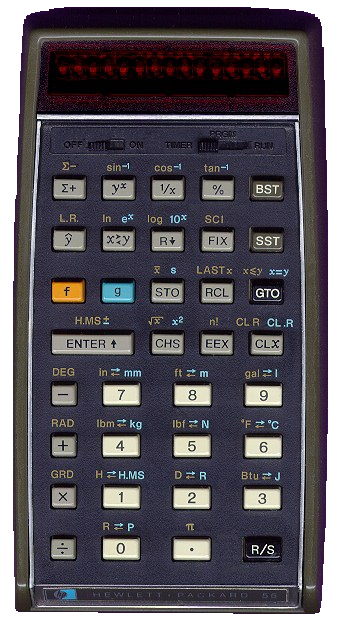 PRGM
OFF ON TIMER RUN
Σ− sin⁻¹ cos⁻¹ tan⁻¹
Σ+ yˣ 1/x % BST
L.R. ln eˣ log 10ˣ SCI
ŷ x⇄y R↓ FIX SST
x̄ s LAST x x≤y x=y
f g STO RCL GTO
H.MS± √x x² n! CL R CL.R
ENTER↑ CHS EEX CLx
DEG in⇄mm ft⇄m gal⇄l
− 7 8 9
RAD lbm⇄kg lbf⇄N °F⇄°C
+ 4 5 6
GRD H⇄H.MS D⇄R Btu⇄J
× 1 2 3
R⇄P π
÷ 0 · R/S
hp HEWLETT·PACKARD 55